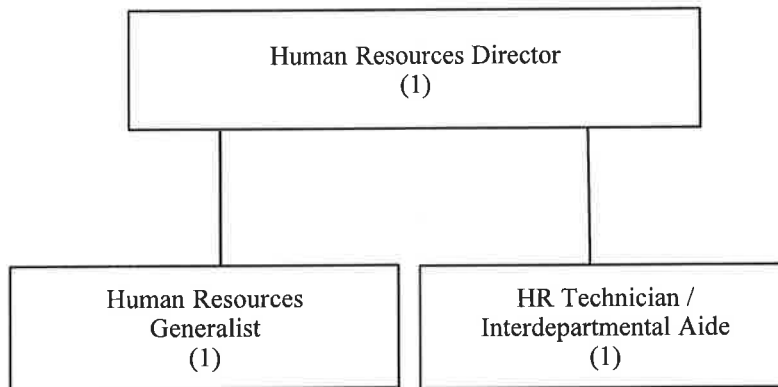 Human Resources Director
(1)
Human Resources
Generalist
(1)
HR Technician /
Interdepartmental Aide
(1)